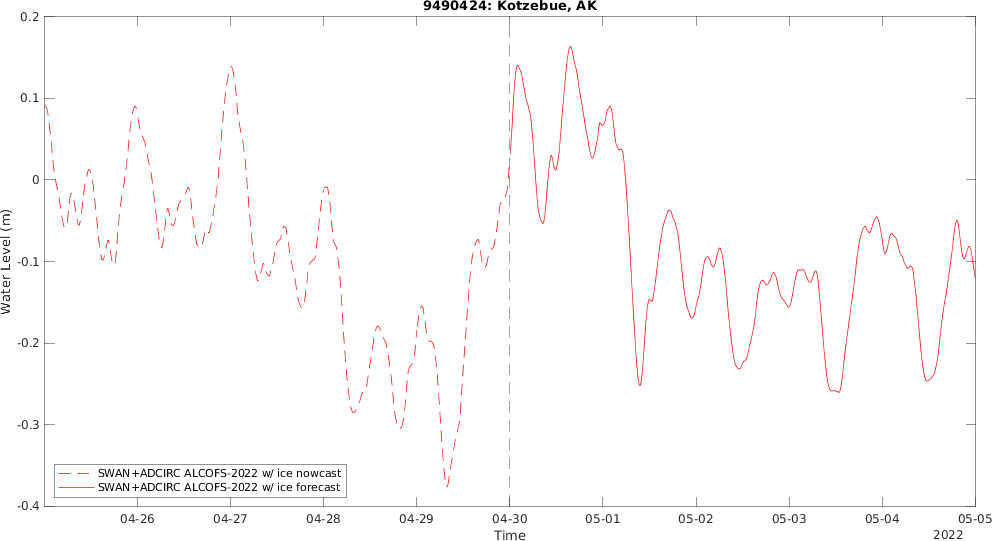 9490424: Kotzebue, AK
0.2
0.1
0
-0.1
-0.2
-0.3
-0.4
Water Level (m)
SWAN+ADCIRC ALCOFS-2022 w/ ice nowcast
SWAN+ADCIRC ALCOFS-2022 w/ ice forecast
04-26 04-27 04-28 04-29 04-30 05-01 05-02 05-03 05-04 05-05
Time
2022